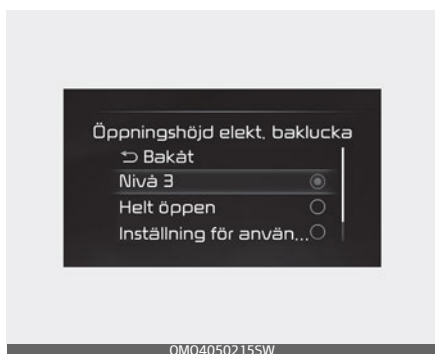 Öppningshöjd elekt. baklucka
⮌ Bakåt
Nivå 3
Helt öppen
Inställning för använ...
OMQ4050215SW